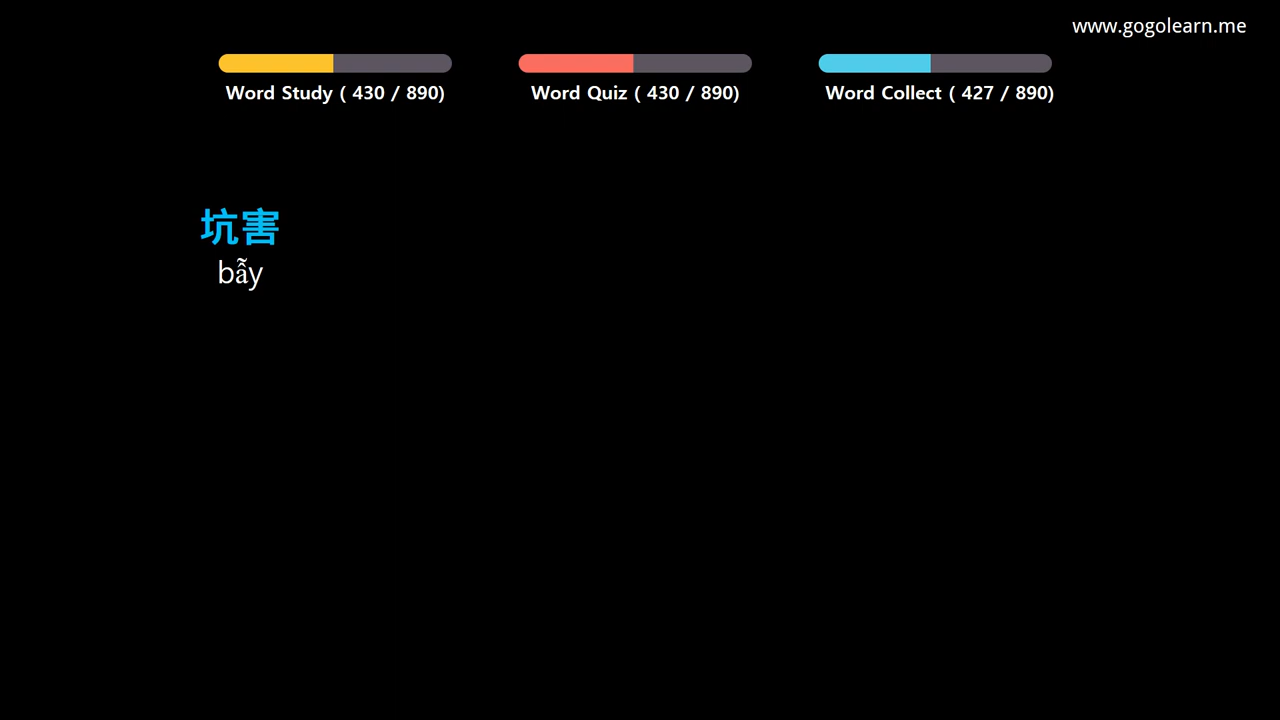 www.gogolearn.me
Word Study ( 430 / 890)
Word Quiz ( 430 / 890)
Word Collect ( 427 / 890)
坑害
bẫy